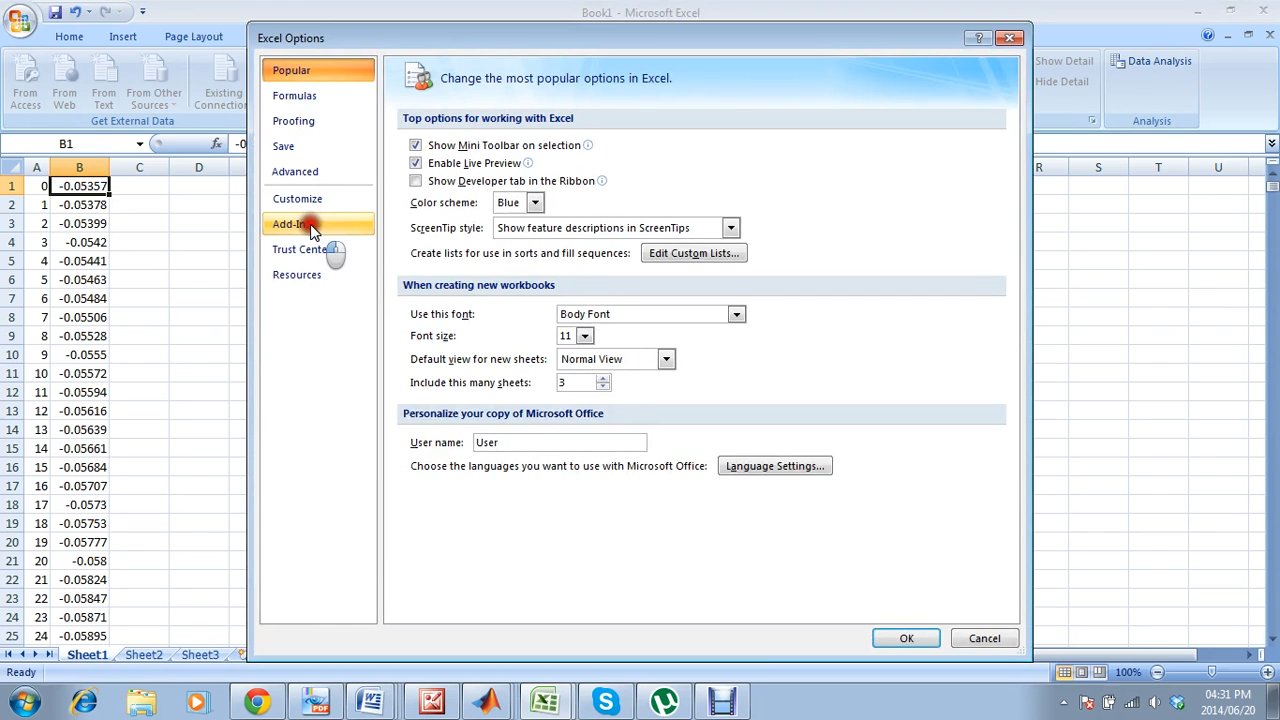 Book1 - Microsoft Excel
Home Insert Page Layout
Excel Options
From Access
From Web
From Text
From Other Sources
Existing Connections
Get External Data
Show Detail
Hide Detail
Data Analysis
Analysis
B1 fx -0
Popular
Formulas
Proofing
Save
Advanced
Customize
Add-In
Trust Cente
Resources
Change the most popular options in Excel.
Top options for working with Excel
Show Mini Toolbar on selection
Enable Live Preview
Show Developer tab in the Ribbon
Color scheme: Blue
ScreenTip style: Show feature descriptions in ScreenTips
Create lists for use in sorts and fill sequences: Edit Custom Lists...
When creating new workbooks
Use this font: Body Font
Font size: 11
Default view for new sheets: Normal View
Include this many sheets: 3
Personalize your copy of Microsoft Office
User name: User
Choose the languages you want to use with Microsoft Office: Language Settings...
OK Cancel
A B C D R S T U
1 0 -0.05357
2 1 -0.05378
3 2 -0.05399
4 3 -0.0542
5 4 -0.05441
6 5 -0.05463
7 6 -0.05484
8 7 -0.05506
9 8 -0.05528
10 9 -0.0555
11 10 -0.05572
12 11 -0.05594
13 12 -0.05616
14 13 -0.05639
15 14 -0.05661
16 15 -0.05684
17 16 -0.05707
18 17 -0.0573
19 18 -0.05753
20 19 -0.05777
21 20 -0.058
22 21 -0.05824
23 22 -0.05847
24 23 -0.05871
25 24 -0.05895
Sheet1 Sheet2 Sheet3
Ready 100%
PDF
04:31 PM
2014/06/20